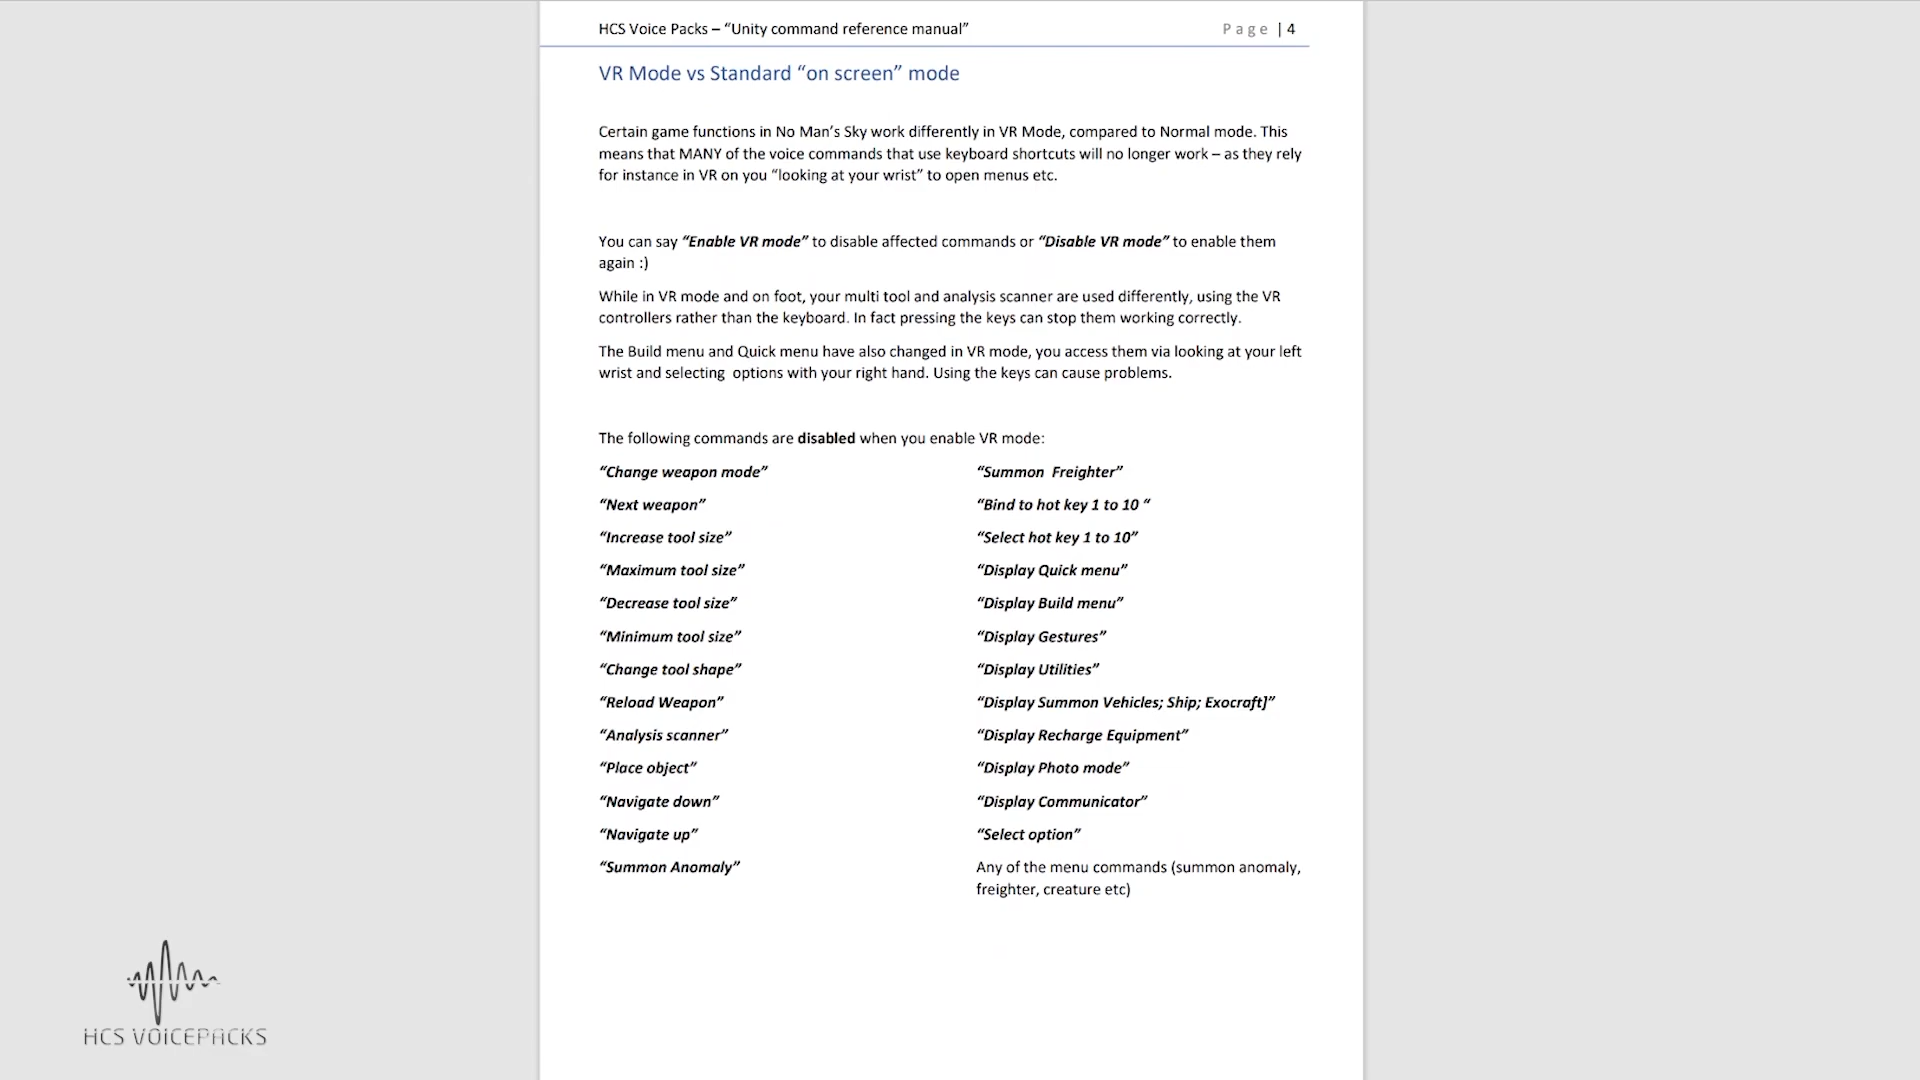 HCS Voice Packs – “Unity command reference manual” Page | 4
VR Mode vs Standard “on screen” mode
Certain game functions in No Man’s Sky work differently in VR Mode, compared to Normal mode. This
means that MANY of the voice commands that use keyboard shortcuts will no longer work – as they rely
for instance in VR on you “looking at your wrist” to open menus etc.
You can say “Enable VR mode” to disable affected commands or “Disable VR mode” to enable them
again :)
While in VR mode and on foot, your multi tool and analysis scanner are used differently, using the VR
controllers rather than the keyboard. In fact pressing the keys can stop them working correctly.
The Build menu and Quick menu have also changed in VR mode, you access them via looking at your left
wrist and selecting  options with your right hand. Using the keys can cause problems.
The following commands are disabled when you enable VR mode:
“Change weapon mode”
“Next weapon”
“Increase tool size”
“Maximum tool size”
“Decrease tool size”
“Minimum tool size”
“Change tool shape”
“Reload Weapon”
“Analysis scanner”
“Place object”
“Navigate down”
“Navigate up”
“Summon Anomaly”
“Summon  Freighter”
“Bind to hot key 1 to 10 “
“Select hot key 1 to 10”
“Display Quick menu”
“Display Build menu”
“Display Gestures”
“Display Utilities”
“Display Summon Vehicles; Ship; Exocraft]”
“Display Recharge Equipment”
“Display Photo mode”
“Display Communicator”
“Select option”
Any of the menu commands (summon anomaly,
freighter, creature etc)
HCS VOICEPACKS